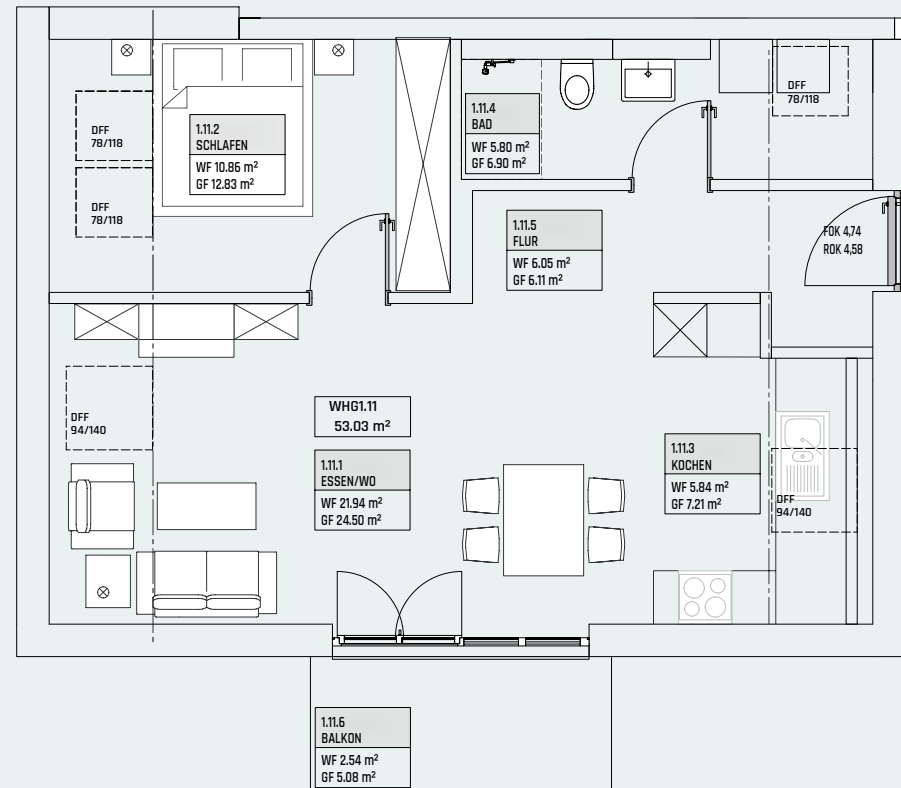 DFF
78/118
DFF
78/118
1.11.2
SCHLAFEN
WF 10.86 m²
GF 12.83 m²
1.11.4
BAD
WF 5.80 m²
GF 6.90 m²
DFF
78/118
1.11.5
FLUR
WF 6.05 m²
GF 6.11 m²
FOK 4,74
ROK 4,58
DFF
94/140
WHG1.11
53.03 m²
1.11.1
ESSEN/WO
WF 21.94 m²
GF 24.50 m²
1.11.3
KOCHEN
WF 5.84 m²
GF 7.21 m²
DFF
94/140
1.11.6
BALKON
WF 2.54 m²
GF 5.08 m²